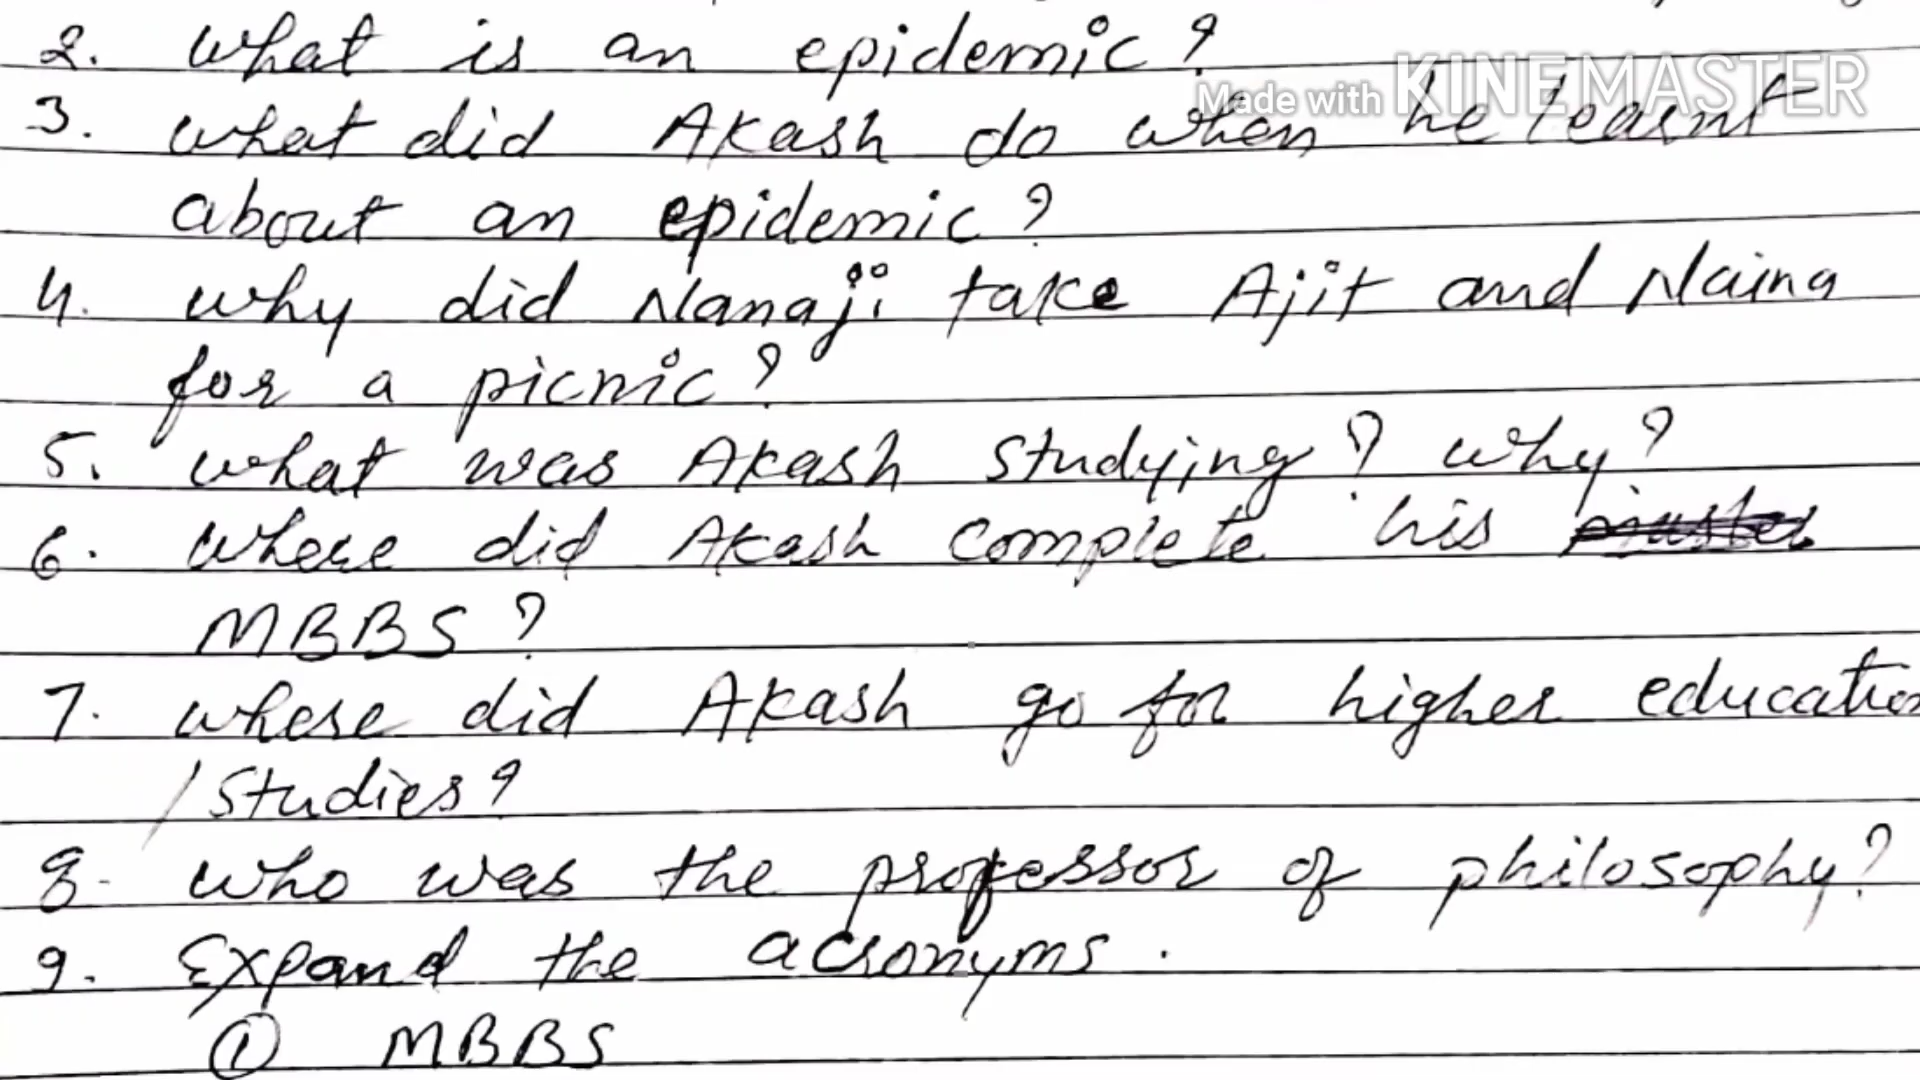 2. What is an epidemic?
Made with KINEMASTER
3. What did Akash do when he learnt
about an epidemic?
4. Why did Nanaji take Ajit and Naina
for a picnic?
5. What was Akash studying? Why?
6. Where did Akash complete his
MBBS?
7. Where did Akash go for higher education
/studies?
8. Who was the professor of philosophy?
9. Expand the acronyms.
① MBBS